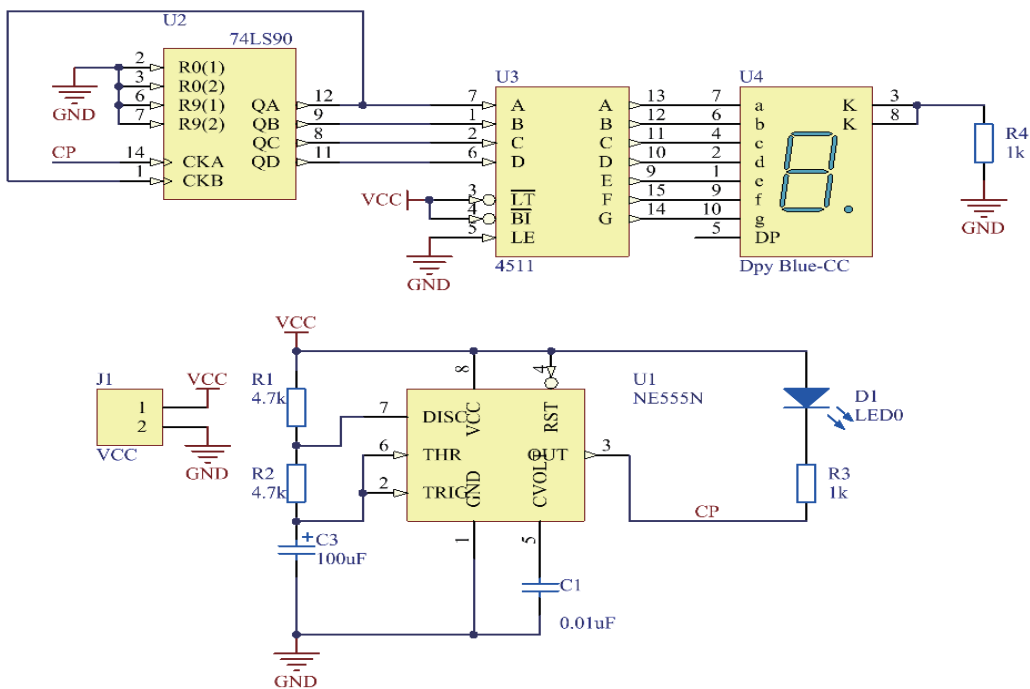 U2
74LS90
2 R0(1)
3 R0(2)
6 R9(1) QA 12
7 R9(2) QB 9
QC 8
CP 14 CKA QD 11
1 CKB
GND
U3
7 A A 13
1 B B 12
2 C C 11
6 D D 10
E 9
VCC 3 LT F 15
4 BI G 14
5 LE
4511
GND
U4
7 a K 3
6 b K 8
4 c
2 d
1 e
9 f
10 g
5 DP
Dpy Blue-CC
R4
1k
GND
J1
VCC
1
2
VCC
GND
VCC
R1
4.7k
R2
4.7k
C3
+
100uF
U1
NE555N
8 4
7 DISC VCC RST
6 THR OUT 3
2 TRIG GND CVOLT
1 5
C1
0.01uF
GND
D1
LED0
R3
1k
CP